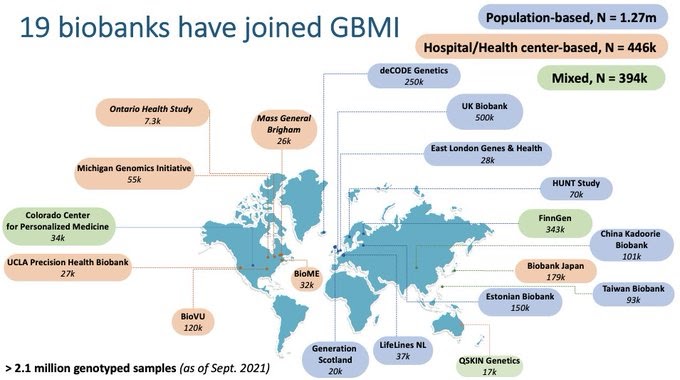 19 biobanks have joined GBMI
Population-based, N = 1.27m
Hospital/Health center-based, N = 446k
Mixed, N = 394k
deCODE Genetics
250k
UK Biobank
500k
Ontario Health Study
7.3k
Mass General
Brigham
26k
East London Genes & Health
28k
Michigan Genomics Initiative
55k
HUNT Study
70k
Colorado Center
for Personalized Medicine
34k
FinnGen
343k
China Kadoorie
Biobank
101k
UCLA Precision Health Biobank
27k
BioME
32k
Biobank Japan
179k
Taiwan Biobank
93k
Estonian Biobank
150k
BioVU
120k
Generation
Scotland
20k
LifeLines NL
37k
QSKIN Genetics
17k
> 2.1 million genotyped samples (as of Sept. 2021)